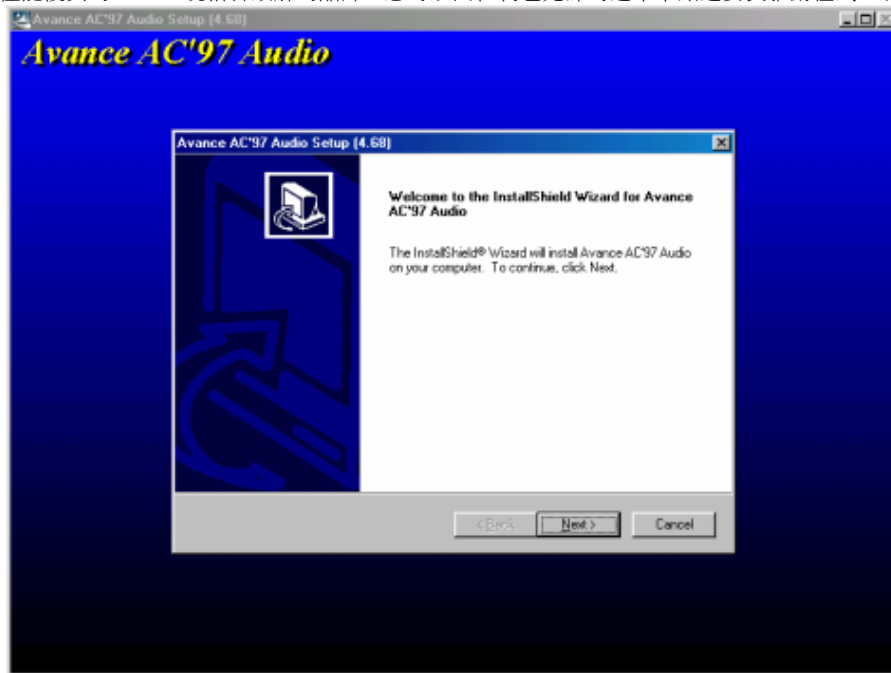 Avance AC'97 Audio Setup (4.68)
Avance AC'97 Audio
Avance AC'97 Audio Setup (4.68)
Welcome to the InstallShield Wizard for Avance
AC'97 Audio
The InstallShield® Wizard will install Avance AC'97 Audio
on your computer. To continue, click Next.
< Back
Next >
Cancel